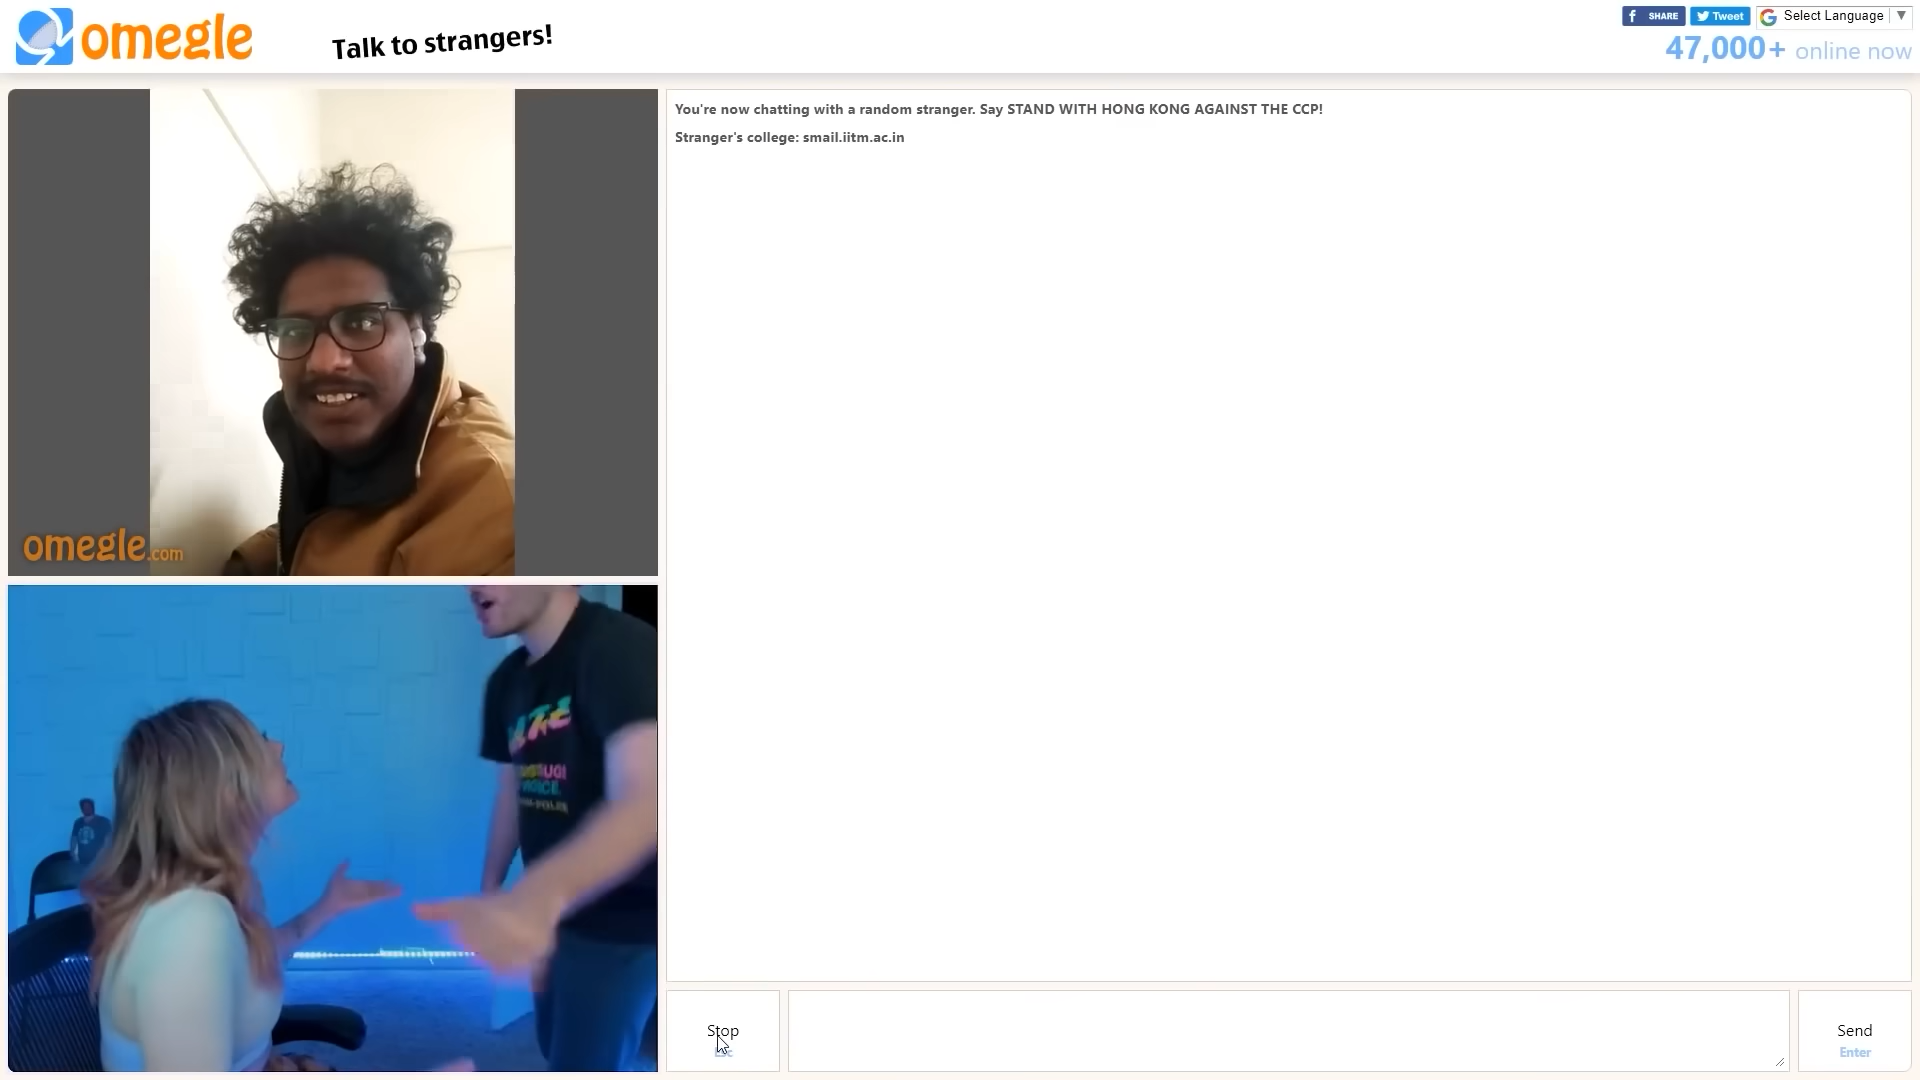 omegle
Talk to strangers!
SHARE
Tweet
Select Language
47,000+ online now
You're now chatting with a random stranger. Say STAND WITH HONG KONG AGAINST THE CCP!
Stranger's college: smail.iitm.ac.in
omegle.com
Stop
Send
Enter